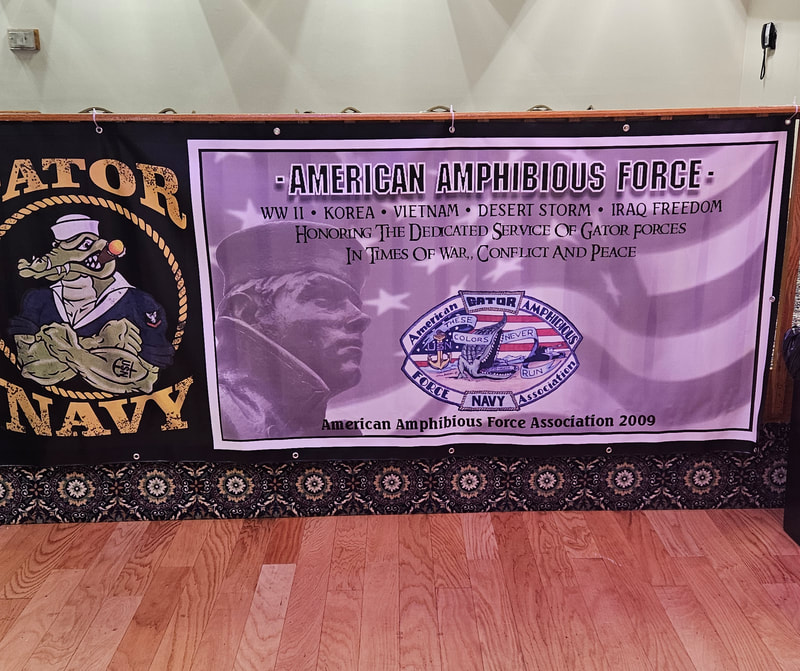 GATOR
NAVY
-AMERICAN AMPHIBIOUS FORCE-
WW II • KOREA • VIETNAM • DESERT STORM • IRAQ FREEDOM
HONORING THE DEDICATED SERVICE OF GATOR FORCES
IN TIMES OF WAR, CONFLICT AND PEACE
GATOR
American AMPHIBIOUS
THESE
COLORS NEVER
USN
RUN
FORCE NAVY Association
American Amphibious Force Association 2009